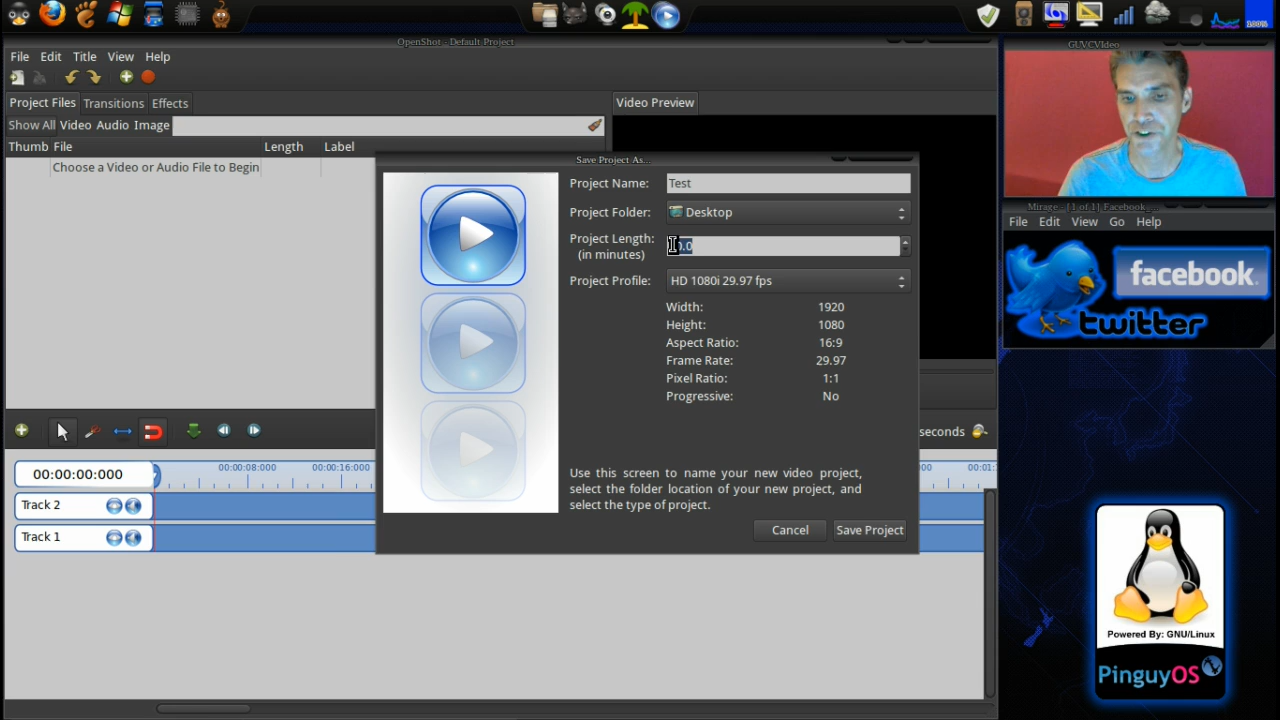 100%
OpenShot - Default Project
File Edit Title View Help
Project Files Transitions Effects
Show All Video Audio Image
Thumb File Length Label
Choose a Video or Audio File to Begin
Video Preview
Save Project As...
Project Name: Test
Project Folder: Desktop
Project Length:
(in minutes)
Project Profile: HD 1080i 29.97 fps
Width: 1920
Height: 1080
Aspect Ratio: 16:9
Frame Rate: 29.97
Pixel Ratio: 1:1
Progressive: No
Use this screen to name your new video project,
select the folder location of your new project, and
select the type of project.
Cancel Save Project
seconds
00:00:00:000 00:00:08:000 00:00:16:000
Track 2
Track 1
GUVCVideo
Mirage - [1 of 1] Facebook_...
File Edit View Go Help
facebook
twitter
Powered By: GNU/Linux
PinguyOS